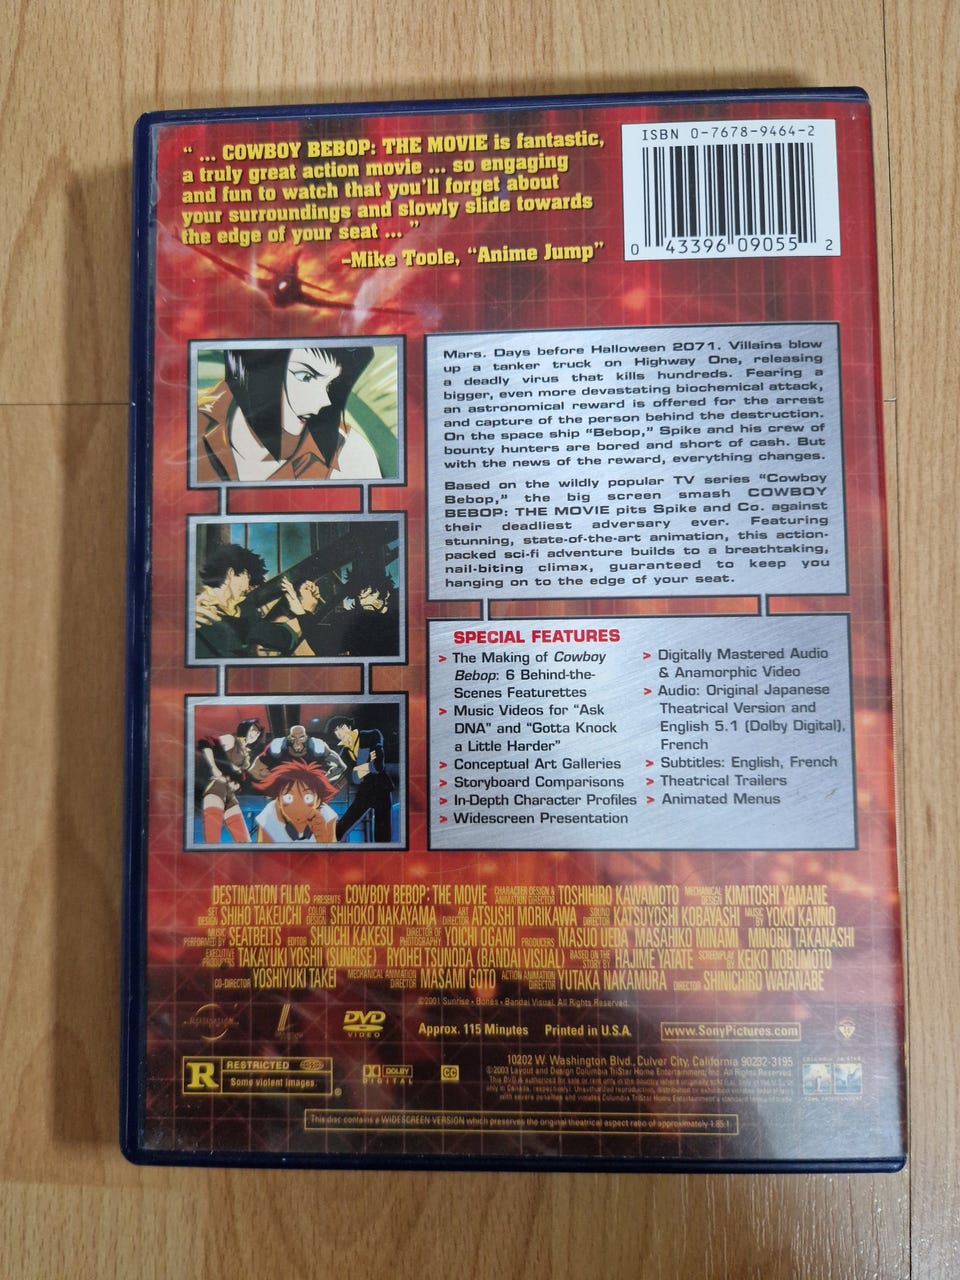 “ ... COWBOY BEBOP: THE MOVIE is fantastic,
a truly great action movie ... so engaging
and fun to watch that you’ll forget about
your surroundings and slowly slide towards
the edge of your seat ... ”
–Mike Toole, “Anime Jump”
ISBN 0-7678-9464-2
0 43396 09055 2
Mars. Days before Halloween 2071. Villains blow
up a tanker truck on Highway One, releasing
a deadly virus that kills hundreds. Fearing a
bigger, even more devastating biochemical attack,
an astronomical reward is offered for the arrest
and capture of the person behind the destruction.
On the space ship “Bebop,” Spike and his crew of
bounty hunters are bored and short of cash. But
with the news of the reward, everything changes.
Based on the wildly popular TV series “Cowboy
Bebop,” the big screen smash COWBOY
BEBOP: THE MOVIE pits Spike and Co. against
their deadliest adversary ever. Featuring
stunning, state-of-the-art animation, this action-
packed sci-fi adventure builds to a breathtaking,
nail-biting climax, guaranteed to keep you
hanging on to the edge of your seat.
SPECIAL FEATURES
> The Making of Cowboy
Bebop: 6 Behind-the-
Scenes Featurettes
> Music Videos for “Ask
DNA” and “Gotta Knock
a Little Harder”
> Conceptual Art Galleries
> Storyboard Comparisons
> In-Depth Character Profiles
> Widescreen Presentation
> Digitally Mastered Audio
& Anamorphic Video
> Audio: Original Japanese
Theatrical Version and
English 5.1 (Dolby Digital),
French
> Subtitles: English, French
> Theatrical Trailers
> Animated Menus
DESTINATION FILMS PRESENTS COWBOY BEBOP: THE MOVIE CHARACTER DESIGN & ANIMATION DIRECTOR TOSHIHIRO KAWAMOTO MECHANICAL DESIGN KIMITOSHI YAMANE
SET DESIGN SHIHO TAKEUCHI COLOR DESIGN SHIHOKO NAKAYAMA ART DIRECTOR ATSUSHI MORIKAWA SOUND DIRECTOR KATSUYOSHI KOBAYASHI MUSIC BY YOKO KANNO
MUSIC PERFORMED BY SEATBELTS EDITOR SHUICHI KAKESU DIRECTOR OF PHOTOGRAPHY YOICHI OGAMI PRODUCERS MASUO UEDA MASAHIKO MINAMI MINORU TAKANASHI
EXECUTIVE PRODUCERS TAKAYUKI YOSHII (SUNRISE) RYOHEI TSUNODA (BANDAI VISUAL) BASED ON THE STORY BY HAJIME YATATE SCREENPLAY BY KEIKO NOBUMOTO
CO-DIRECTOR YOSHIYUKI TAKEI MECHANICAL ANIMATION DIRECTOR MASAMI GOTO ACTION ANIMATION DIRECTOR YUTAKA NAKAMURA DIRECTOR SHINICHIRO WATANABE
©2001 Sunrise • Bones • Bandai Visual. All Rights Reserved.
DVD VIDEO Approx. 115 Minutes Printed in U.S.A. www.SonyPictures.com
R RESTRICTED
Some violent images.
DOLBY DIGITAL CC
10202 W. Washington Blvd., Culver City, California 90232-3195
©2003 Layout and Design Columbia TriStar Home Entertainment, Inc. All Rights Reserved.
This disc contains a WIDESCREEN VERSION which preserves the original theatrical aspect ratio of approximately 1.85:1.